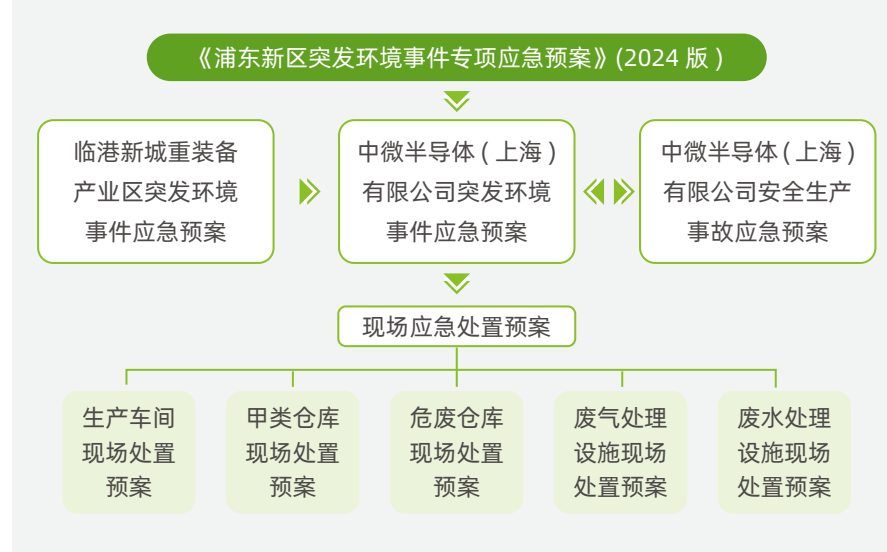 《浦东新区突发环境事件专项应急预案》(2024 版 )
临港新城重装备
产业区突发环境
事件应急预案
中微半导体 ( 上海 )
有限公司突发环境
事件应急预案
中微半导体 ( 上海 )
有限公司安全生产
事故应急预案
现场应急处置预案
生产车间
现场处置
预案
甲类仓库
现场处置
预案
危废仓库
现场处置
预案
废气处理
设施现场
处置预案
废水处理
设施现场
处置预案